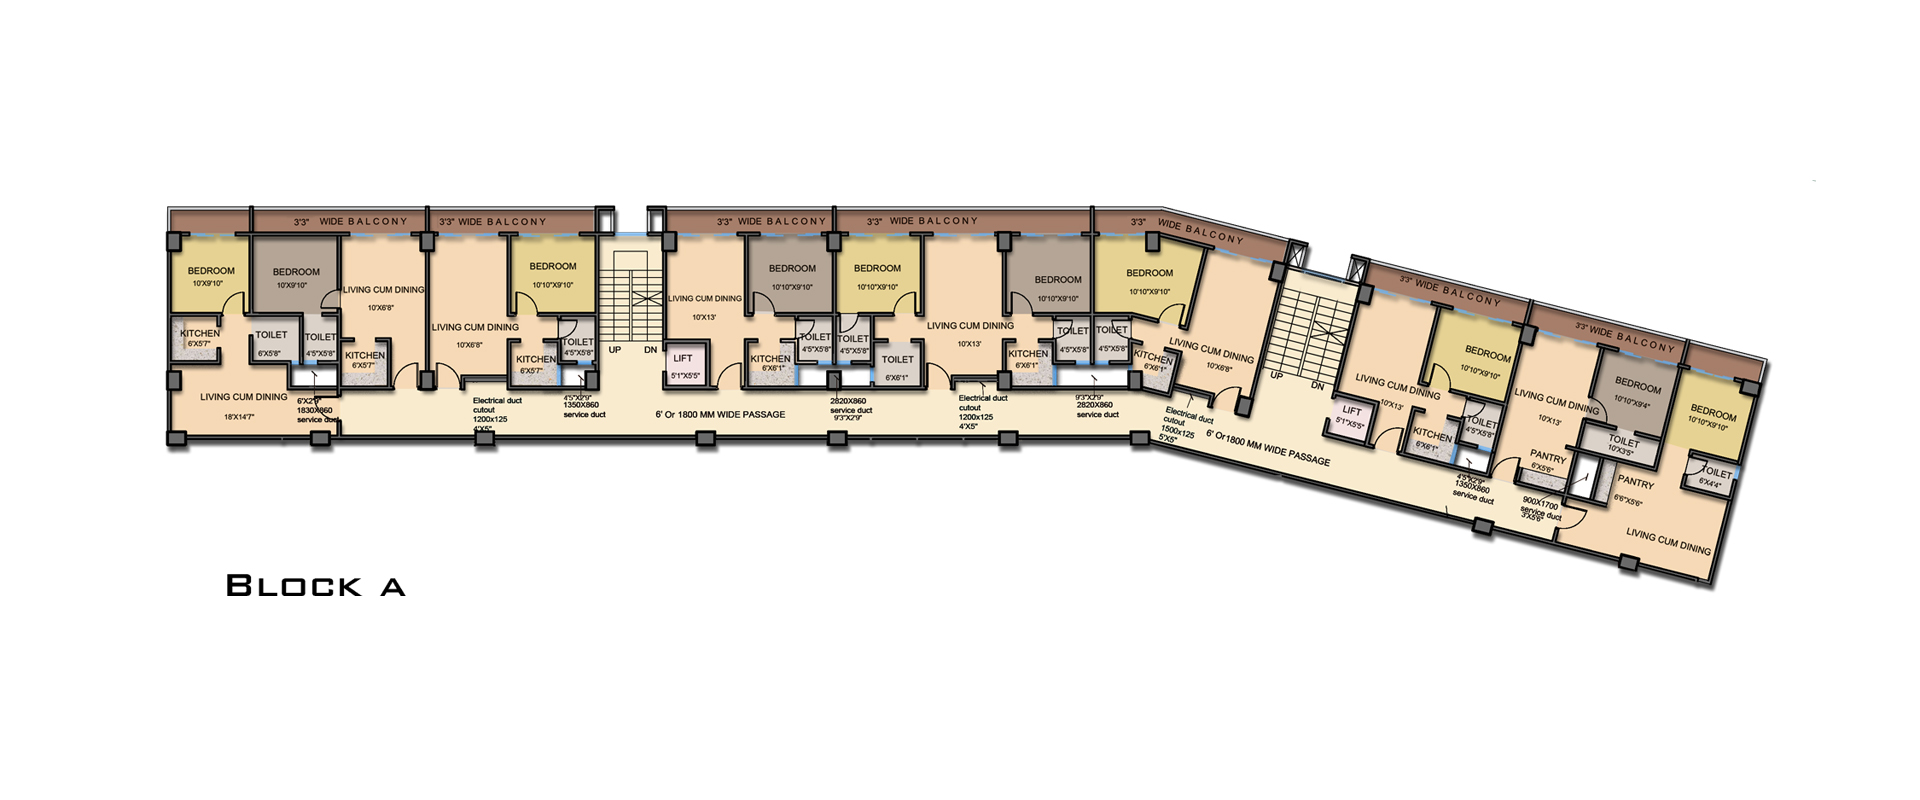 3'3" WIDE BALCONY
3'3" WIDE BALCONY
3'3" WIDE BALCONY
3'3" WIDE BALCONY
3'3" WIDE BALCONY
3'3" WIDE BALCONY
3'3" WIDE BALCONY
BEDROOM
10'X9'10"
BEDROOM
10'X9'10"
LIVING CUM DINING
10'X6'8"
KITCHEN
6'X5'7"
TOILET
6'X5'8"
TOILET
4'5"X5'8"
KITCHEN
6'X5'7"
LIVING CUM DINING
18'X14'7"
6'X2'9"
1830X860
service duct
LIVING CUM DINING
10'X6'8"
BEDROOM
10'10"X9'10"
KITCHEN
6'X5'7"
TOILET
4'5"X5'8"
Electrical duct
cutout
1200x125
4'X5"
4'5"X2'9"
1350X860
service duct
UP
DN
LIFT
5'1"X5'5"
LIVING CUM DINING
10'X13'
BEDROOM
10'10"X9'10"
KITCHEN
6'X6'1"
TOILET
4'5"X5'8"
6' Or 1800 MM WIDE PASSAGE
BEDROOM
10'10"X9'10"
TOILET
4'5"X5'8"
TOILET
6'X6'1"
2820X860
service duct
9'3"X2'9"
LIVING CUM DINING
10'X13'
BEDROOM
10'10"X9'10"
KITCHEN
6'X6'1"
TOILET
4'5"X5'8"
Electrical duct
cutout
1200x125
4'X5"
9'3"X2'9"
2820X860
service duct
BEDROOM
10'10"X9'10"
TOILET
4'5"X5'8"
KITCHEN
6'X6'1"
LIVING CUM DINING
10'X6'8"
Electrical duct
cutout
1500x125
5'X5"
6' Or1800 MM WIDE PASSAGE
UP
DN
LIFT
5'1"X5'5"
LIVING CUM DINING
10'X13'
BEDROOM
10'10"X9'10"
KITCHEN
6'X6'1"
TOILET
4'5"X5'8"
4'5"X2'9"
1350X860
service duct
LIVING CUM DINING
10'X13'
BEDROOM
10'10"X9'4"
TOILET
10'X3'5"
PANTRY
6'X5'6"
900X1700
service duct
3'X5'6"
BEDROOM
10'10"X9'10"
TOILET
6'X4'4"
PANTRY
6'6"X5'6"
LIVING CUM DINING
BLOCK A